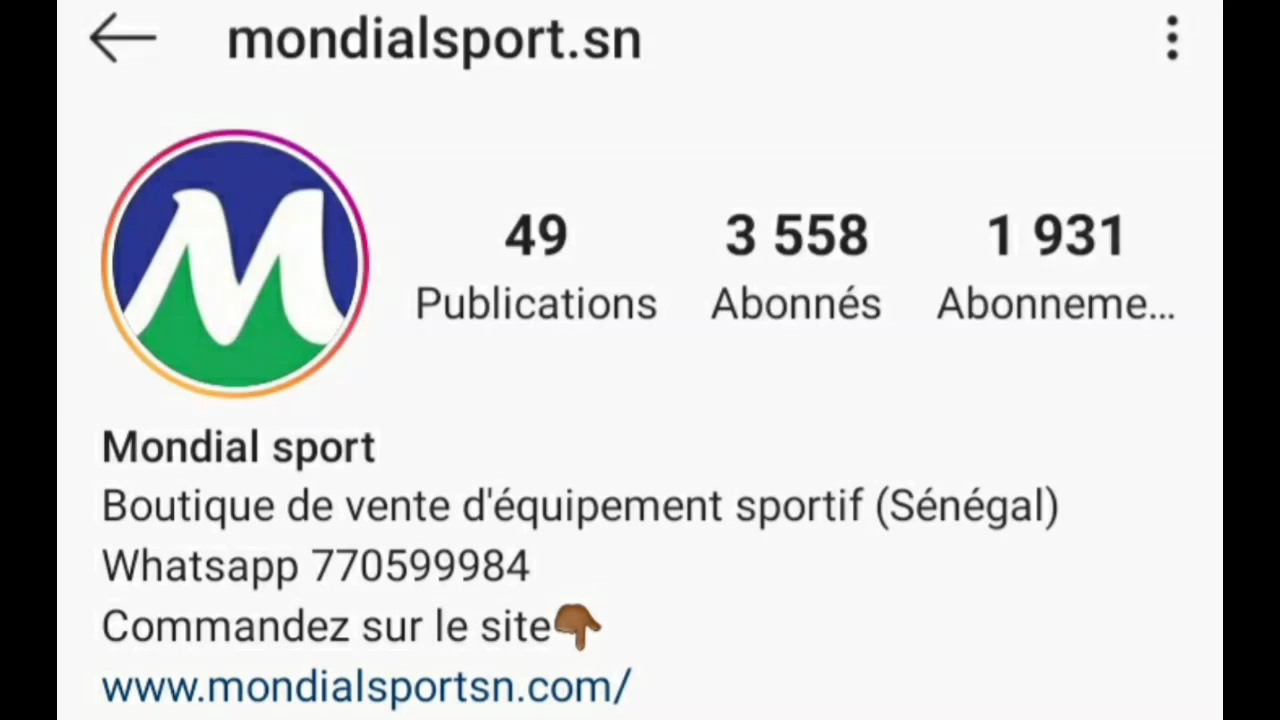 mondialsport.sn
49 3 558 1 931
Publications Abonnés Abonneme...
Mondial sport
Boutique de vente d'équipement sportif (Sénégal)
Whatsapp 770599984
Commandez sur le site👇🏾
www.mondialsportsn.com/